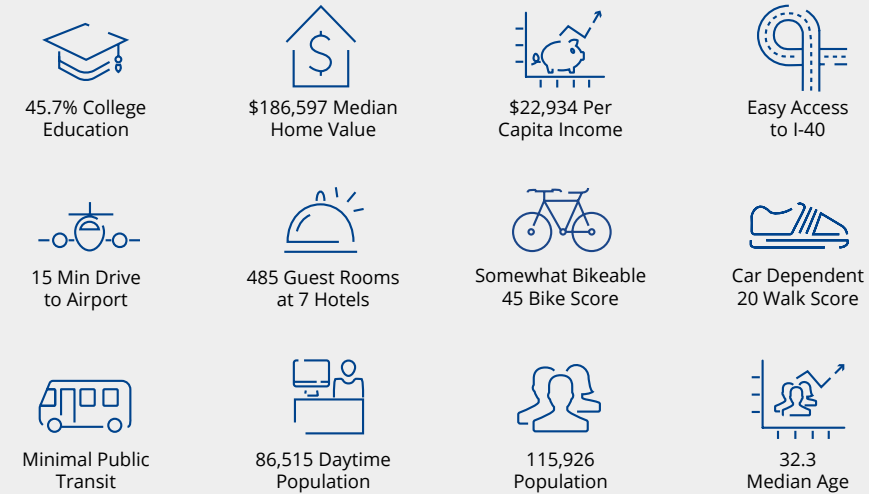 45.7% College
Education
$186,597 Median
Home Value
$22,934 Per
Capita Income
Easy Access
to I-40
15 Min Drive
to Airport
485 Guest Rooms
at 7 Hotels
Somewhat Bikeable
45 Bike Score
Car Dependent
20 Walk Score
Minimal Public
Transit
86,515 Daytime
Population
115,926
Population
32.3
Median Age